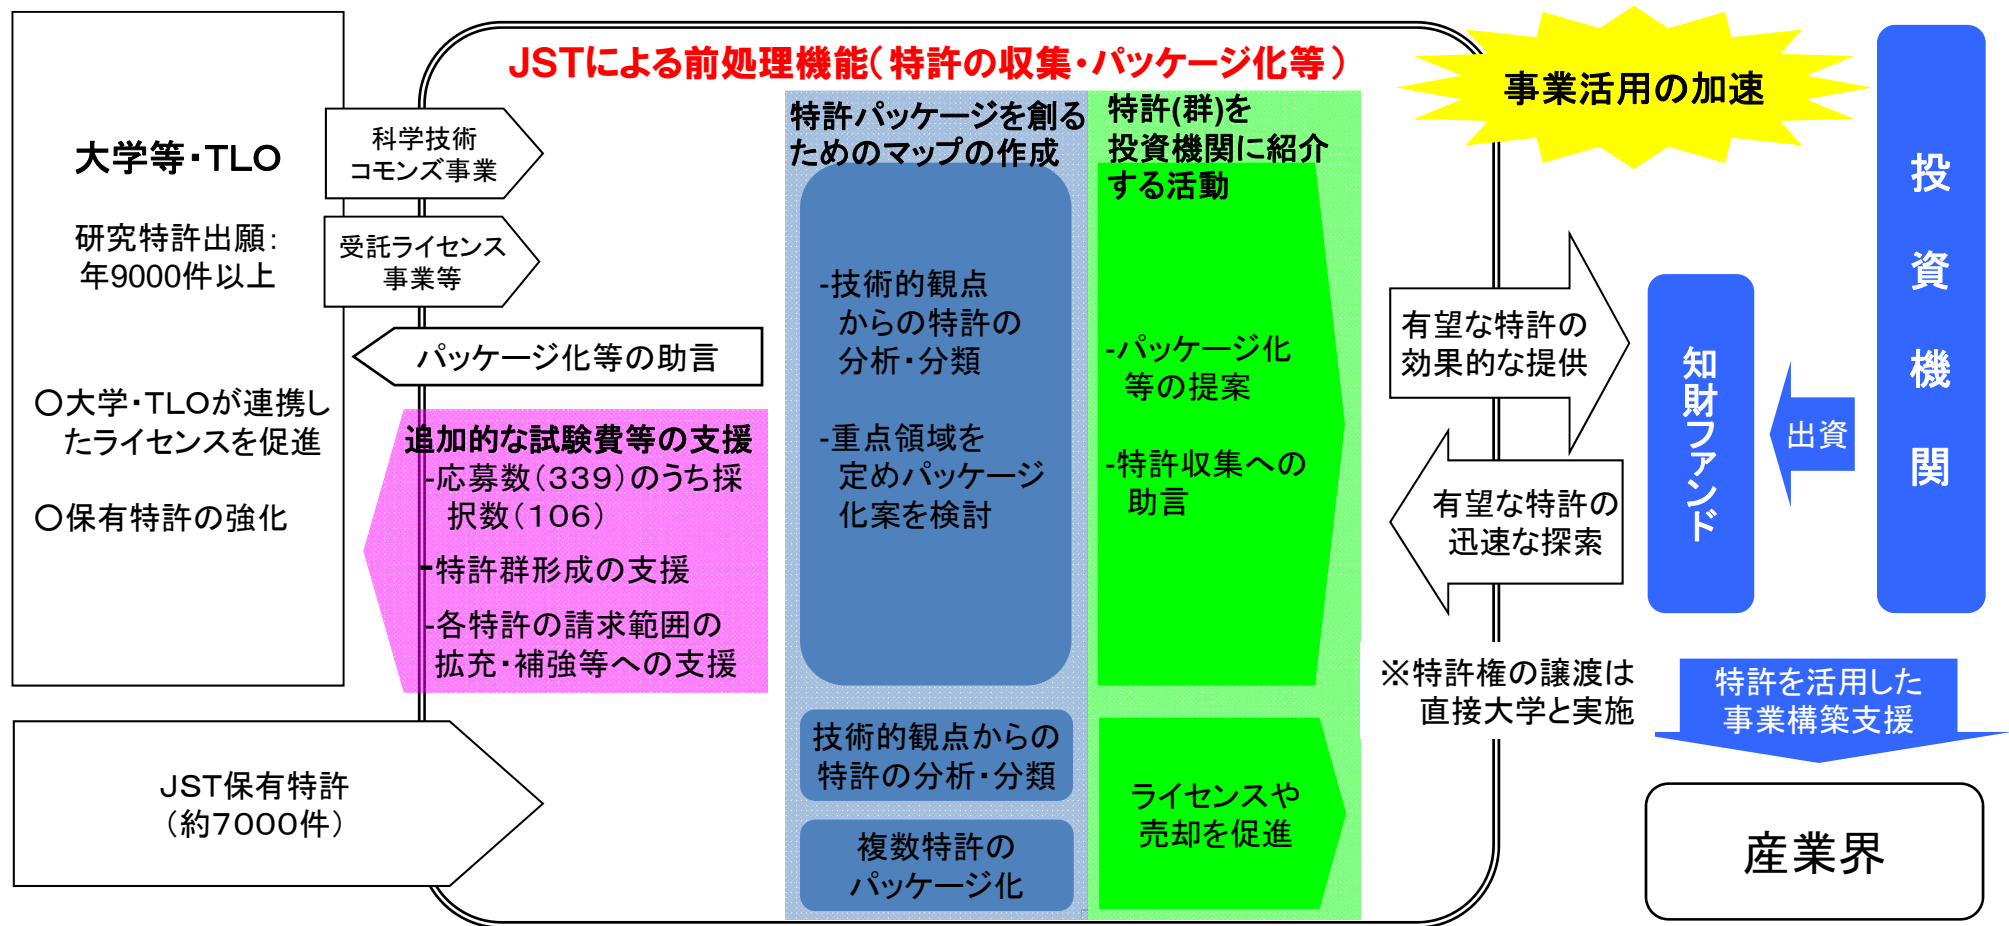 JSTによる前処理機能（特許の収集・パッケージ化等）
大学等・TLO
研究特許出願：
年9000件以上
〇大学・TLOが連携し
たライセンスを促進
〇保有特許の強化
科学技術
コモンズ事業
受託ライセンス
事業等
パッケージ化等の助言
追加的な試験費等の支援
-応募数（339）のうち採
択数（106）
-特許群形成の支援
-各特許の請求範囲の
拡充・補強等への支援
JST保有特許
（約7000件）
特許パッケージを創る
ためのマップの作成
-技術的観点
からの特許の
分析・分類
-重点領域を
定めパッケージ
化案を検討
技術的観点からの
特許の分析・分類
複数特許の
パッケージ化
特許(群)を
投資機関に紹介
する活動
-パッケージ化
等の提案
-特許収集への
助言
ライセンスや
売却を促進
事業活用の加速
有望な特許の
効果的な提供
有望な特許の
迅速な探索
※特許権の譲渡は
直接大学と実施
知財ファンド
出資
投資機関
特許を活用した
事業構築支援
産業界